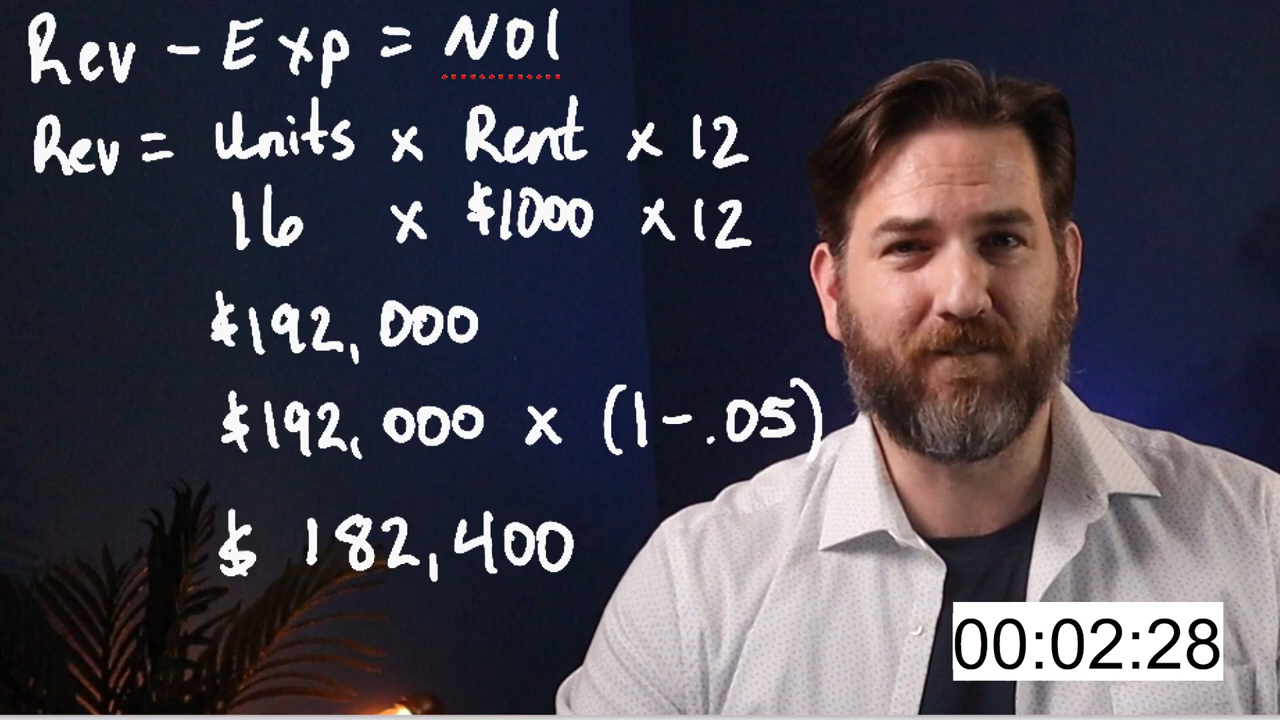 Rev - Exp = NOI
Rev = Units x Rent x 12
16 x $1000 x 12
$192,000
$192,000 x (1-.05)
$ 182,400
00:02:28